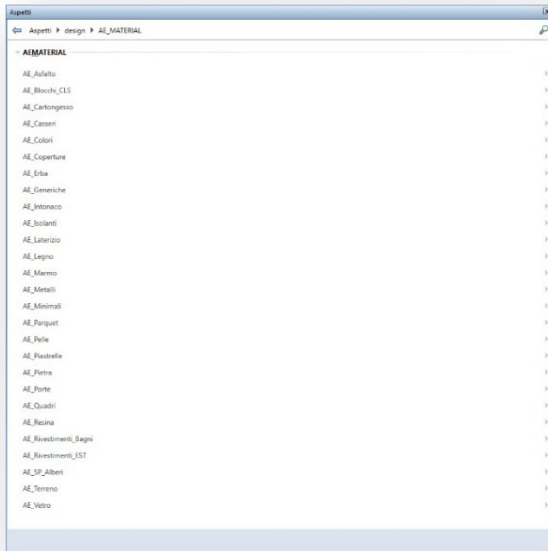 Aspetti
Aspetti design AE_MATERIAL
AEMATERIAL
AE_Asfalto
AE_Blocchi_CLS
AE_Cartongesso
AE_Casseri
AE_Colori
AE_Coperture
AE_Erba
AE_Generiche
AE_Intonaco
AE_Isolanti
AE_Laterizio
AE_Legno
AE_Marmo
AE_Metalli
AE_Minimali
AE_Parquet
AE_Pelle
AE_Piastrelle
AE_Pietra
AE_Porte
AE_Quadri
AE_Resina
AE_Rivestimenti_Bagni
AE_Rivestimenti_EST
AE_SP_Alberi
AE_Terreno
AE_Vetro